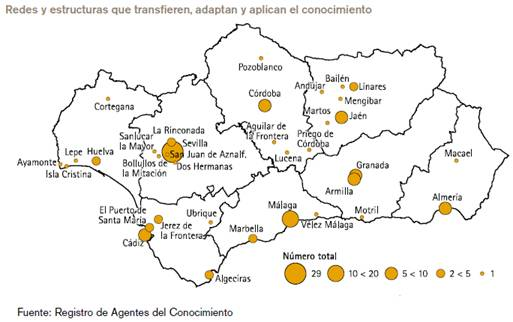 Redes y estructuras que transfieren, adaptan y aplican el conocimiento
Pozoblanco
Bailén
Andújar
Linares
Mengibar
Córdoba
Martos
Jaén
Cortegana
La Rinconada
Aguilar de
la Frontera
Priego de
Córdoba
Sanlúcar
la Mayor
Sevilla
Lucena
Macael
Lepe
Huelva
San Juan de Aznalf.
Granada
Ayamonte
Isla Cristina
Bollullos de
la Mitación
Dos Hermanas
Armilla
El Puerto de
Santa María
Ubrique
Málaga
Almería
Jerez de
la Frontera
Motril
Cádiz
Marbella
Vélez Málaga
Algeciras
Número total
29
10 < 20
5 < 10
2 < 5
1
Fuente: Registro de Agentes del Conocimiento